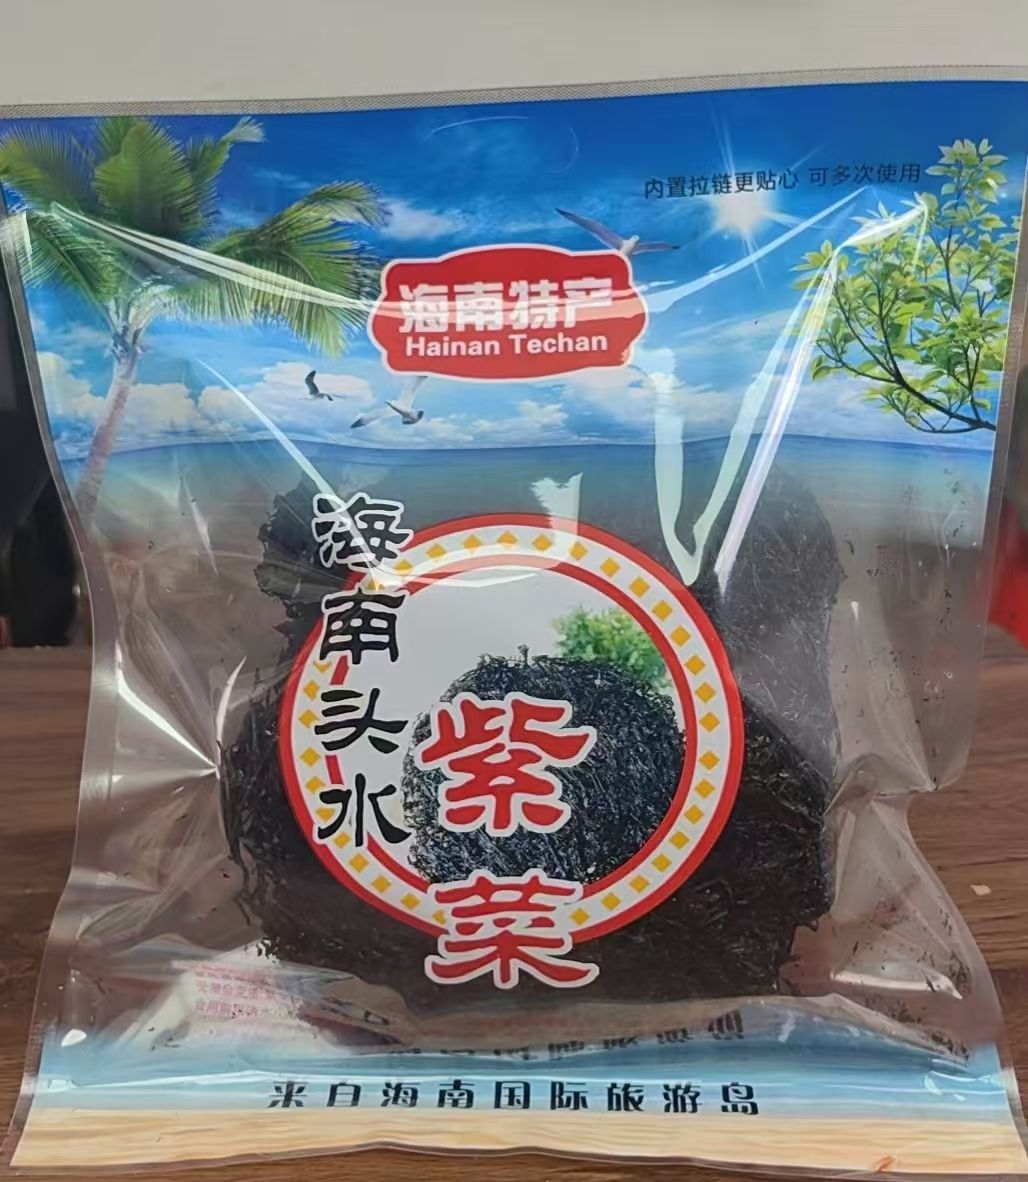 内置拉链更贴心 可多次使用
海南特产
Hainan Techan
海南头水
紫菜
来自海南国际旅游岛